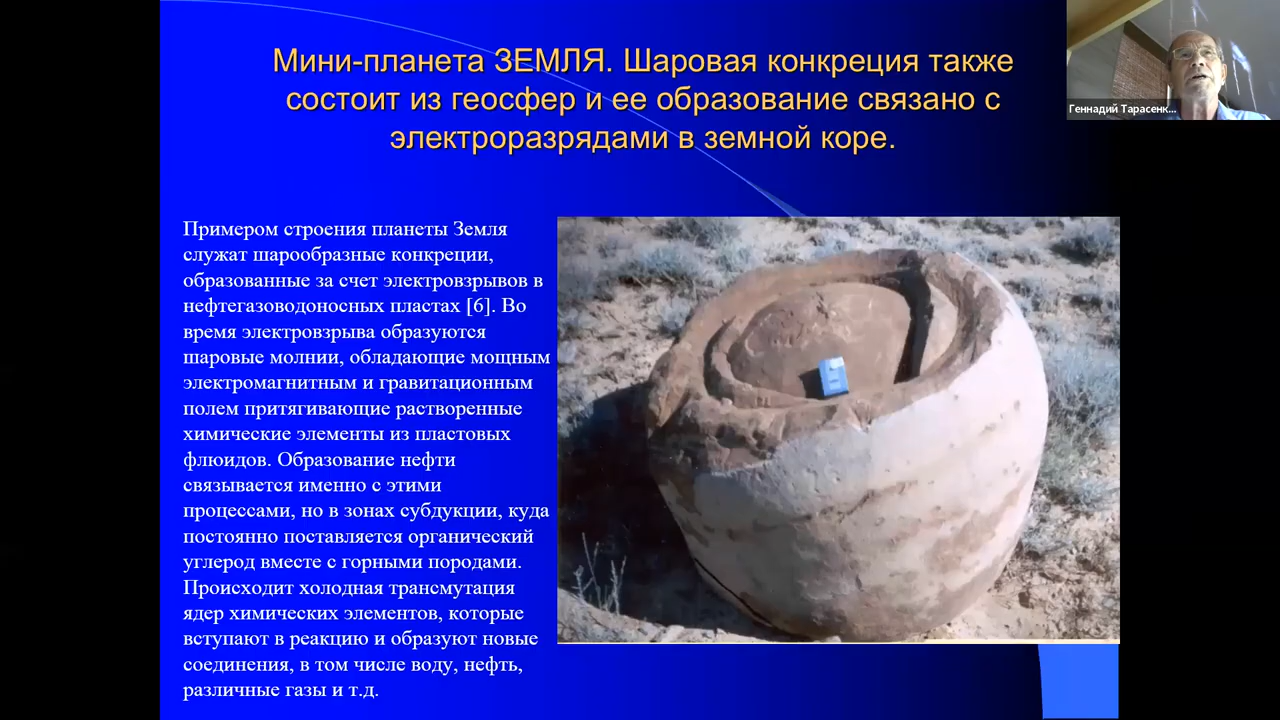 Мини-планета ЗЕМЛЯ. Шаровая конкреция также
состоит из геосфер и ее образование связано с
электроразрядами в земной коре.
Геннадий Тарасенк...
Примером строения планеты Земля
служат шарообразные конкреции,
образованные за счет электровзрывов в
нефтегазоводоносных пластах [6]. Во
время электровзрыва образуются
шаровые молнии, обладающие мощным
электромагнитным и гравитационным
полем притягивающие растворенные
химические элементы из пластовых
флюидов. Образование нефти
связывается именно с этими
процессами, но в зонах субдукции, куда
постоянно поставляется органический
углерод вместе с горными породами.
Происходит холодная трансмутация
ядер химических элементов, которые
вступают в реакцию и образуют новые
соединения, в том числе воду, нефть,
различные газы и т.д.